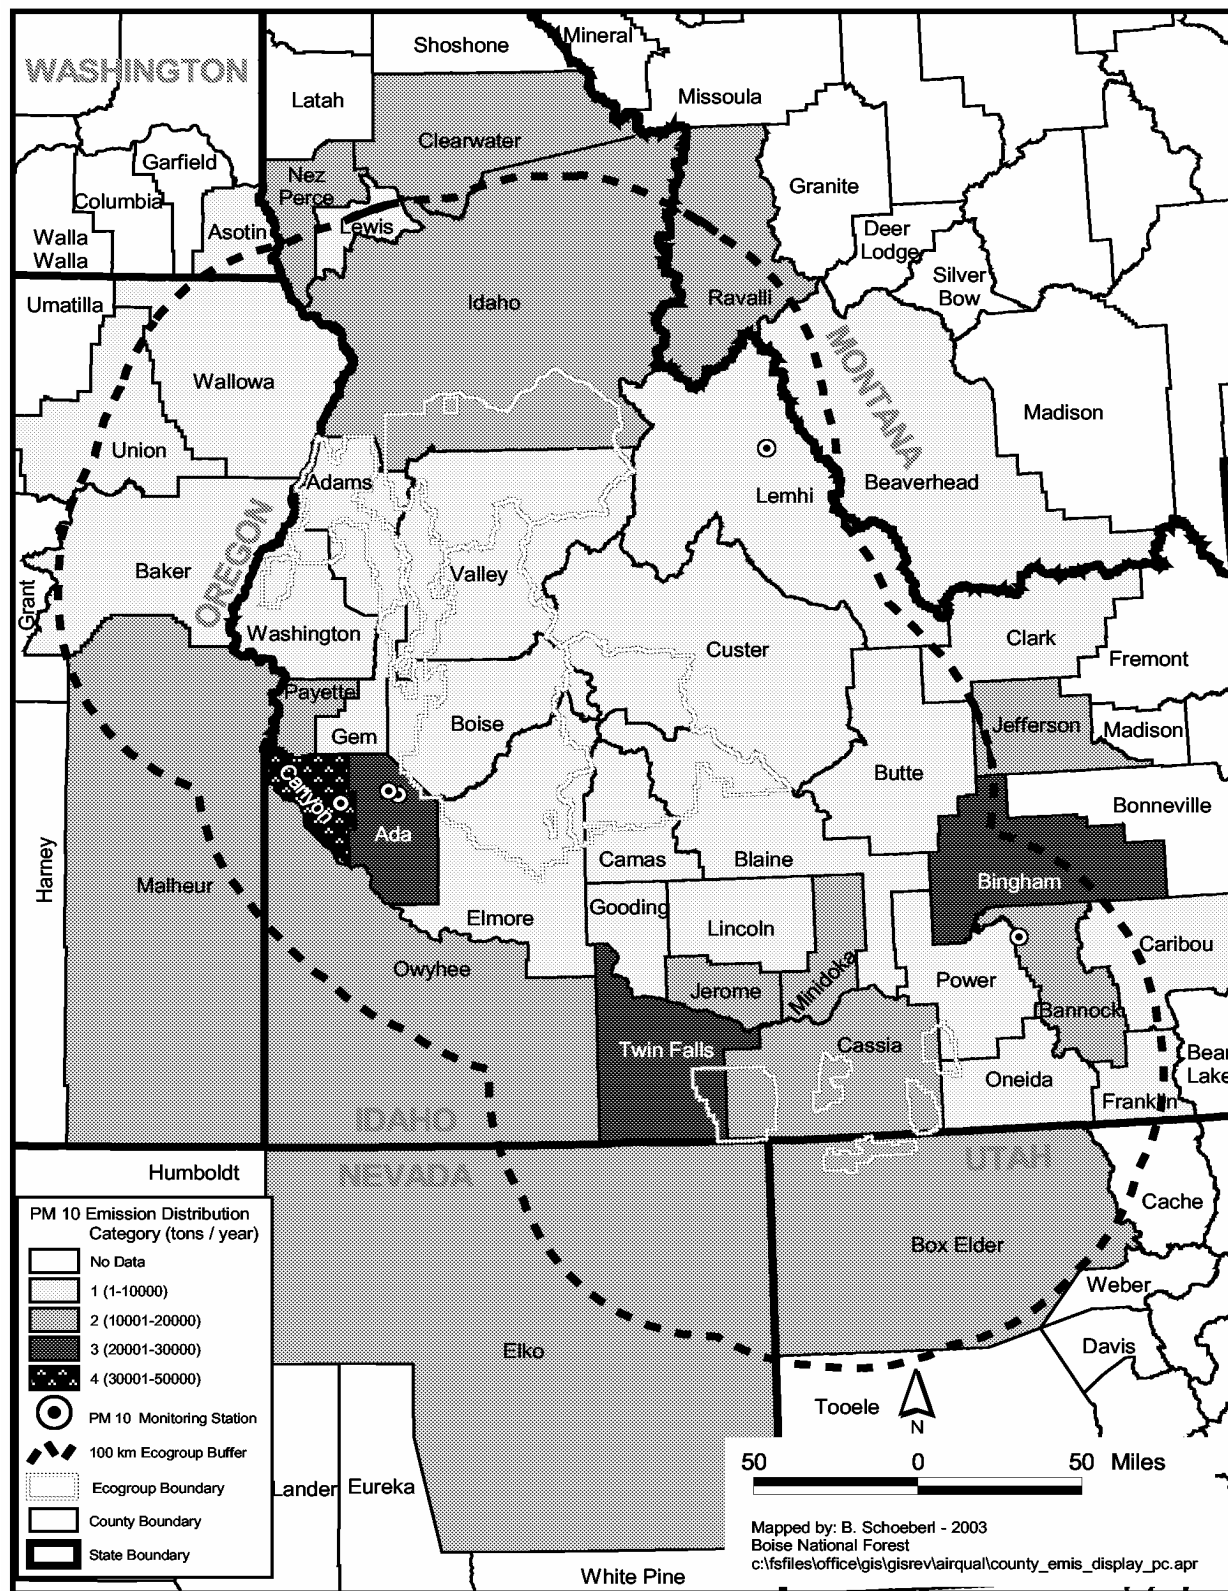 Shoshone
Mineral
WASHINGTON
Latah
Missoula
Clearwater
Garfield
Nez
Perce
Granite
Columbia
Lewis
Asotin
Walla
Walla
Deer
Lodge
Silver
Bow
Umatilla
Idaho
Ravalli
MONTANA
Wallowa
Madison
Union
Adams
Lemhi
Beaverhead
OREGON
Baker
Valley
Grant
Washington
Custer
Clark
Fremont
Payette
Boise
Gem
Jefferson
Madison
Canyon
Butte
Ada
Bonneville
Harney
Camas
Blaine
Malheur
Bingham
Gooding
Elmore
Lincoln
Caribou
Owyhee
Minidoka
Jerome
Power
Bannock
Twin Falls
Cassia
Bear
Lake
Oneida
Franklin
IDAHO
NEVADA
UTAH
Humboldt
Cache
Box Elder
Weber
Elko
Davis
Tooele
N
Lander
Eureka
White Pine
PM 10 Emission Distribution
Category (tons / year)
No Data
1 (1-10000)
2 (10001-20000)
3 (20001-30000)
4 (30001-50000)
PM 10 Monitoring Station
100 km Ecogroup Buffer
Ecogroup Boundary
County Boundary
State Boundary
50 0 50 Miles
Mapped by: B. Schoeberl - 2003
Boise National Forest
c:\fsfiles\office\gis\gisrev\airqual\county_emis_display_pc.apr